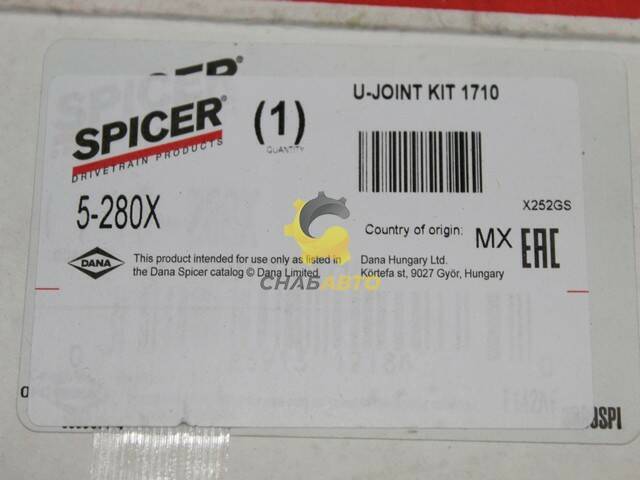 U-JOINT KIT 1710
SPICER®
DRIVETRAIN PRODUCTS
(1)
QUANTITY
5-280X
X252GS
Country of origin: MX
EAC
DANA
This product intended for use only as listed in
the Dana Spicer catalog © Dana Limited.
Dana Hungary Ltd.
Körtefa st, 9027 Györ, Hungary
СНАБАВТО